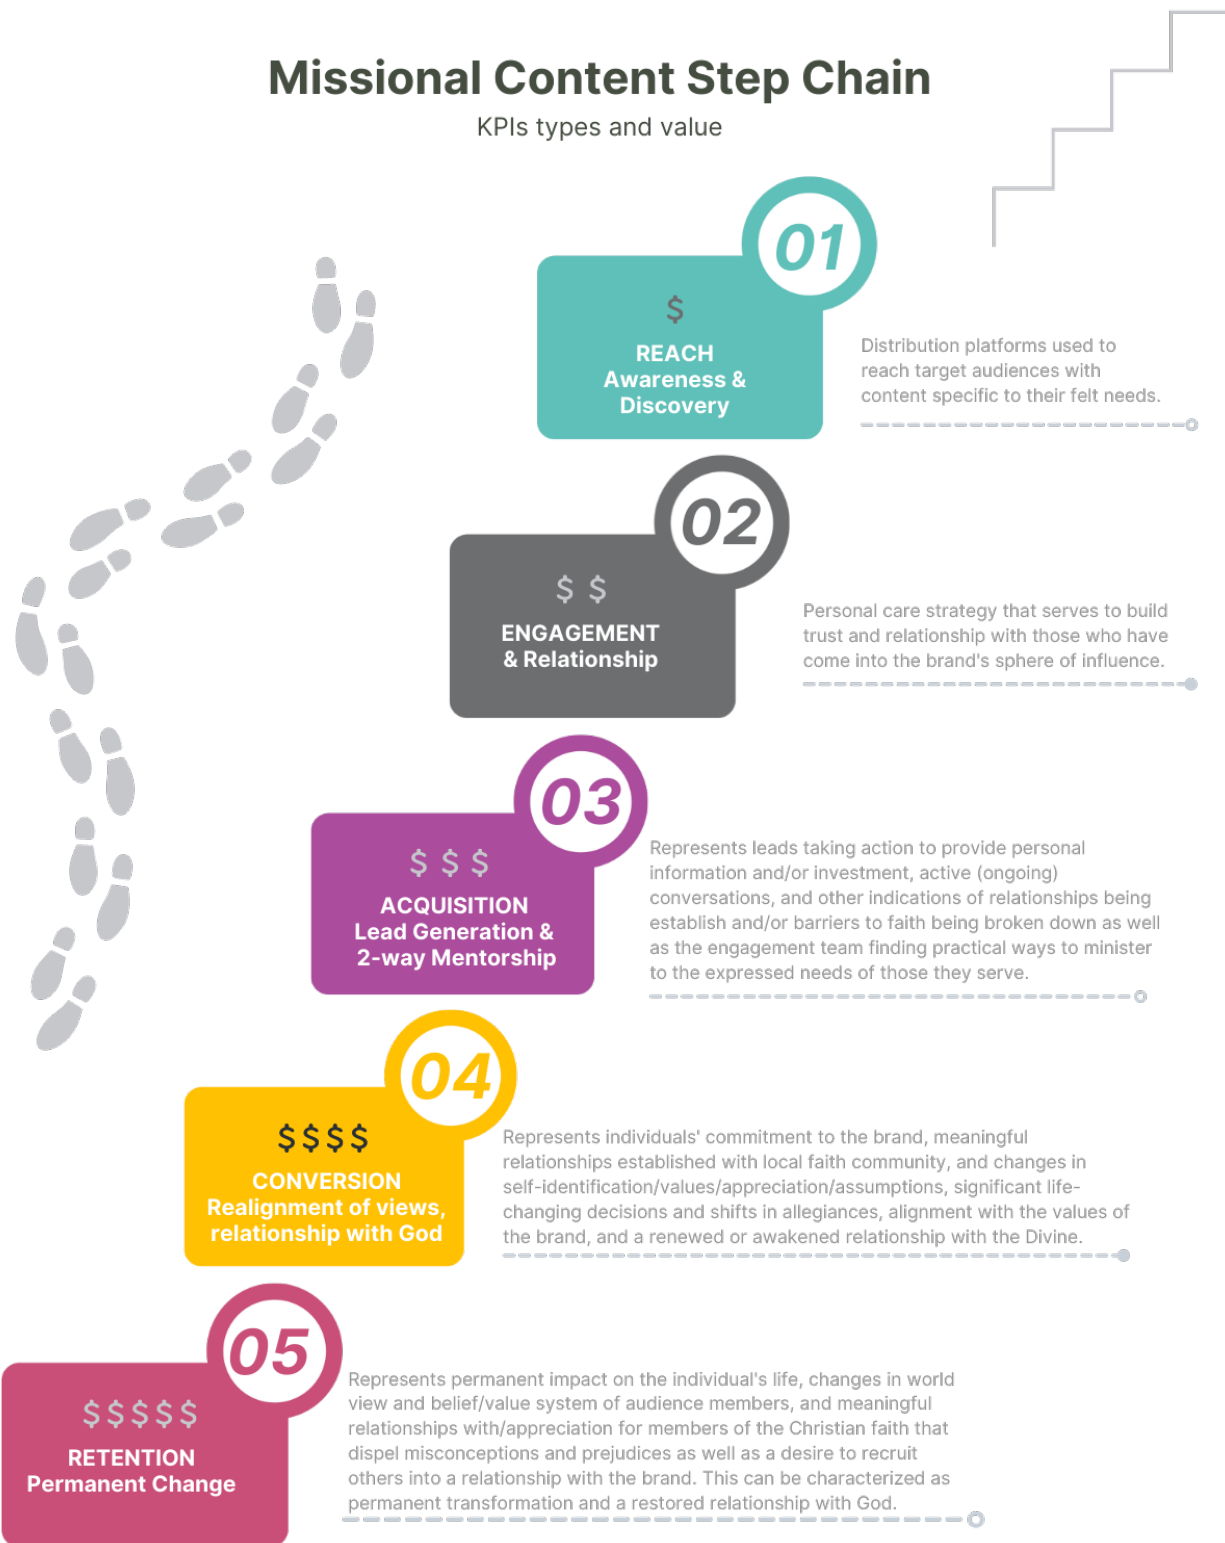 Missional Content Step Chain
KPIs types and value
01
$
REACH
Awareness &
Discovery
Distribution platforms used to
reach target audiences with
content specific to their felt needs.
02
$ $
ENGAGEMENT
& Relationship
Personal care strategy that serves to build
trust and relationship with those who have
come into the brand's sphere of influence.
03
$ $ $
ACQUISITION
Lead Generation &
2-way Mentorship
Represents leads taking action to provide personal
information and/or investment, active (ongoing)
conversations, and other indications of relationships being
establish and/or barriers to faith being broken down as well
as the engagement team finding practical ways to minister
to the expressed needs of those they serve.
04
$$$$
CONVERSION
Realignment of views,
relationship with God
Represents individuals' commitment to the brand, meaningful
relationships established with local faith community, and changes in
self-identification/values/appreciation/assumptions, significant life-
changing decisions and shifts in allegiances, alignment with the values of
the brand, and a renewed or awakened relationship with the Divine.
05
$$$$$
RETENTION
Permanent Change
Represents permanent impact on the individual's life, changes in world
view and belief/value system of audience members, and meaningful
relationships with/appreciation for members of the Christian faith that
dispel misconceptions and prejudices as well as a desire to recruit
others into a relationship with the brand. This can be characterized as
permanent transformation and a restored relationship with God.